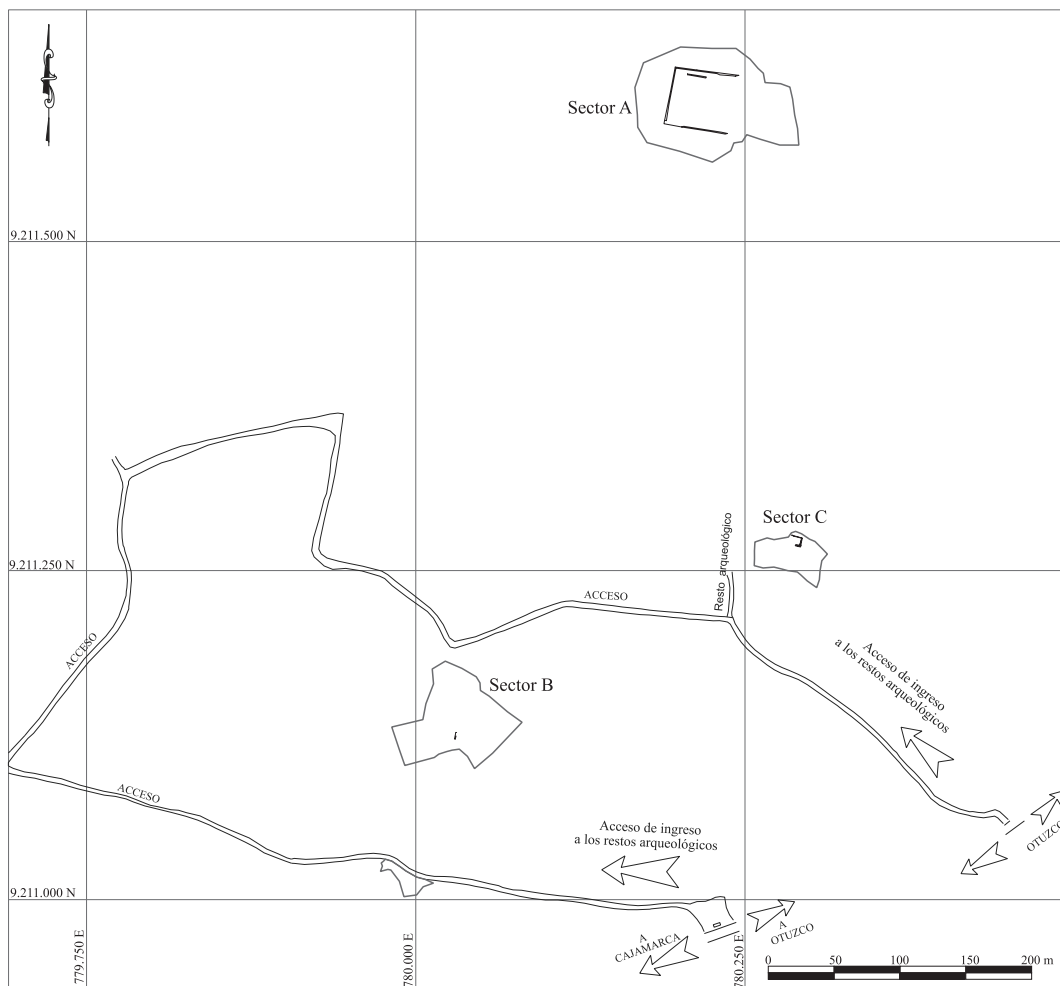 Sector A
9.211.500 N
Sector C
Resto arqueológico
9.211.250 N
ACCESO
ACCESO
Acceso de ingreso
a los restos arqueológicos
Sector B
ACCESO
Acceso de ingreso
a los restos arqueológicos
OTUZCO
9.211.000 N
A
CAJAMARCA
A
OTUZCO
779.750 E
780.000 E
780.250 E
0 50 100 150 200 m